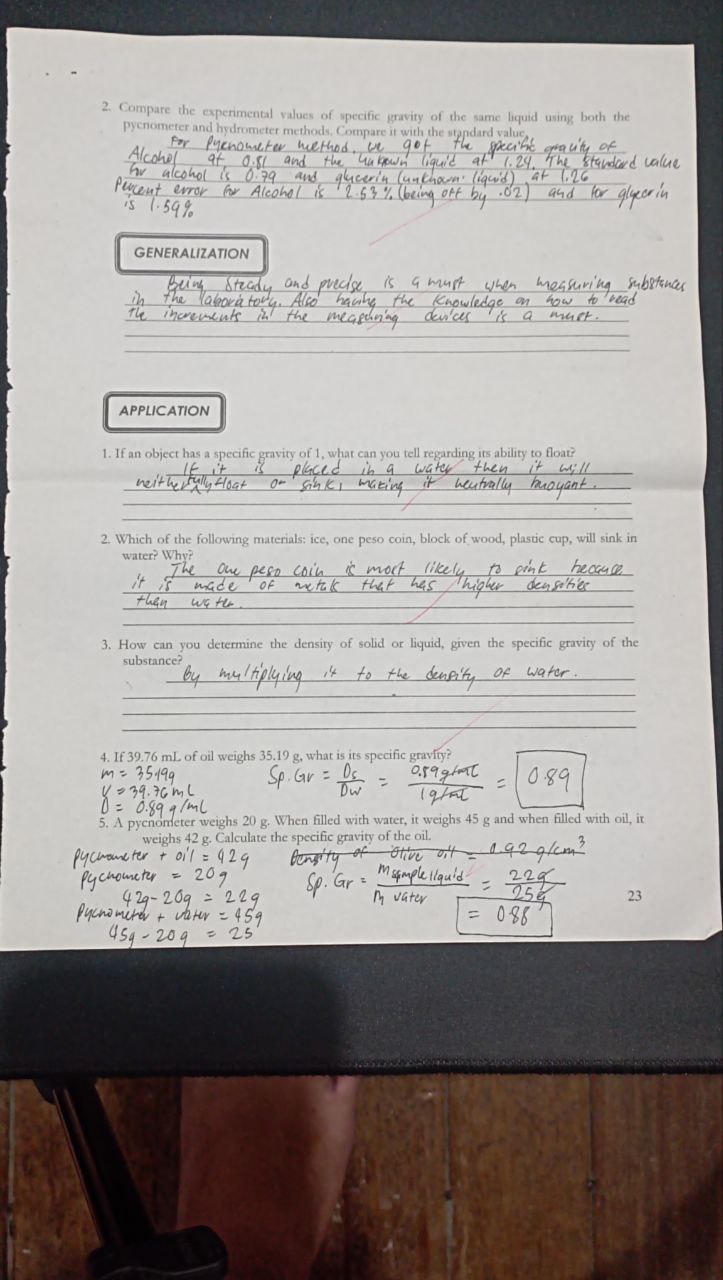 2. Compare the experimental values of specific gravity of the same liquid using both the
pycnometer and hydrometer methods. Compare it with the standard value.
For Pycnometer method, we got the specific gravity of
Alcohol at 0.81 and the unknown liquid at 1.24. The standard value
for alcohol is 0.79 and glycerin (unknown liquid) at 1.26
Percent error for Alcohol is 2.53% (being off by .02) and for glycerin
is 1.59%
GENERALIZATION
Being steady and precise is a must when measuring substances
in the laboratory. Also having the knowledge on how to read
the increments in the measuring devices is a must.
APPLICATION
1. If an object has a specific gravity of 1, what can you tell regarding its ability to float?
If it is placed in a water then it will
neither fully float or sink, making it neutrally buoyant.
2. Which of the following materials: ice, one peso coin, block of wood, plastic cup, will sink in
water? Why?
The one peso coin is most likely to sink because
it is made of metals that has higher densities
than water.
3. How can you determine the density of solid or liquid, given the specific gravity of the
substance?
By multiplying it to the density of water.
4. If 39.76 mL of oil weighs 35.19 g, what is its specific gravity?
m = 35.19g
V = 39.76 mL
D = 0.89 g/mL
Sp. Gr = Ds/Dw = 0.89 g/mL / 1 g/mL = 0.89
5. A pycnometer weighs 20 g. When filled with water, it weighs 45 g and when filled with oil, it
weighs 42 g. Calculate the specific gravity of the oil.
Pycnometer + oil = 42g
Pycnometer = 20g
42g - 20g = 22g
Pycnometer + water = 45g
45g - 20g = 25
Density of Olive oil = 0.92 g/cm³
Sp. Gr = m sample liquid / m water = 22g / 25g
= 0.88
23